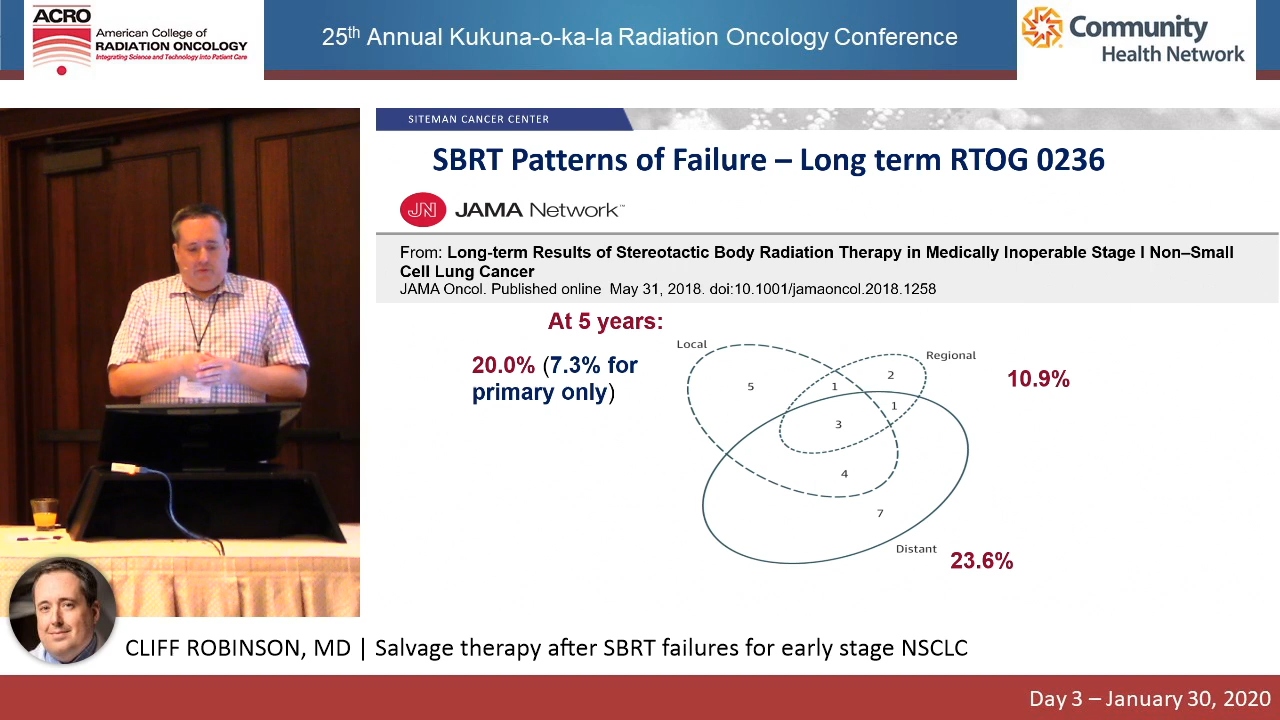 ACRO
American College of
RADIATION ONCOLOGY
Integrating Science and Technology Into Patient Care
25th Annual Kukuna-o-ka-la Radiation Oncology Conference
Community
Health Network
SITEMAN CANCER CENTER
SBRT Patterns of Failure – Long term RTOG 0236
JN JAMA Network™
From: Long-term Results of Stereotactic Body Radiation Therapy in Medically Inoperable Stage I Non–Small
Cell Lung Cancer
JAMA Oncol. Published online May 31, 2018. doi:10.1001/jamaoncol.2018.1258
At 5 years:
20.0% (7.3% for
primary only)
Local
Regional
5
1
2
1
3
4
7
10.9%
Distant
23.6%
CLIFF ROBINSON, MD | Salvage therapy after SBRT failures for early stage NSCLC
Day 3 – January 30, 2020